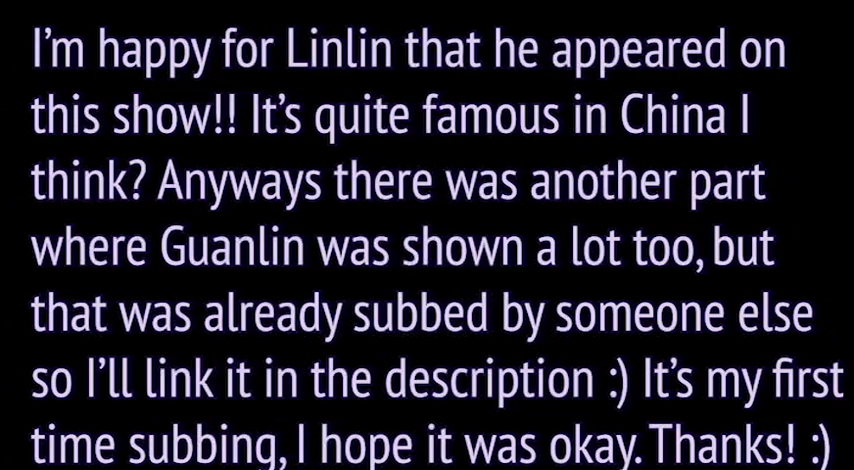 I'm happy for Linlin that he appeared on
this show!! It's quite famous in China I
think? Anyways there was another part
where Guanlin was shown a lot too, but
that was already subbed by someone else
so I'll link it in the description :) It's my first
time subbing, I hope it was okay. Thanks! :)